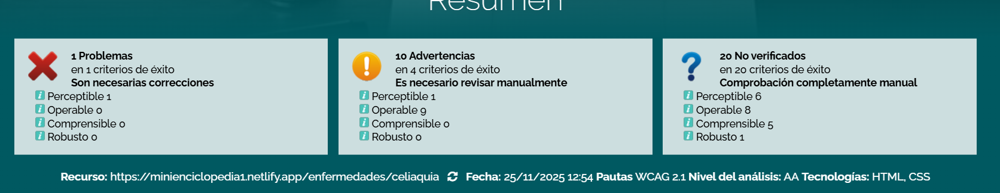 Resumen
1 Problemas
en 1 criterios de éxito
Son necesarias correcciones
Perceptible 1
Operable 0
Comprensible 0
Robusto 0
10 Advertencias
en 4 criterios de éxito
Es necesario revisar manualmente
Perceptible 1
Operable 9
Comprensible 0
Robusto 0
20 No verificados
en 20 criterios de éxito
Comprobación completamente manual
Perceptible 6
Operable 8
Comprensible 5
Robusto 1
Recurso: https://minienciclopedia1.netlify.app/enfermedades/celiaquia Fecha: 25/11/2025 12:54 Pautas WCAG 2.1 Nivel del análisis: AA Tecnologías: HTML, CSS